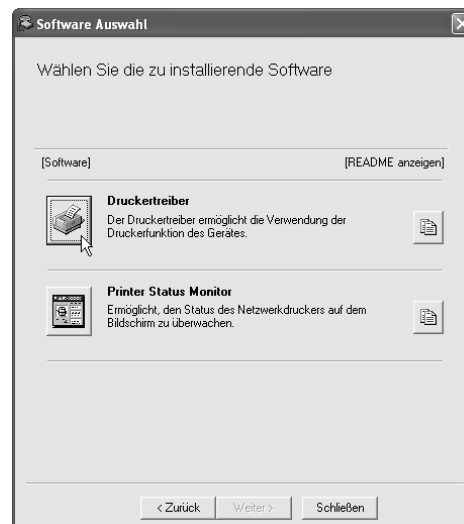 Software Auswahl
Wählen Sie die zu installierende Software
[Software] [README anzeigen]
Druckertreiber
Der Druckertreiber ermöglicht die Verwendung der
Druckerfunktion des Gerätes.
Printer Status Monitor
Ermöglicht, den Status des Netzwerkdruckers auf dem
Bildschirm zu überwachen.
< Zurück Weiter > Schließen